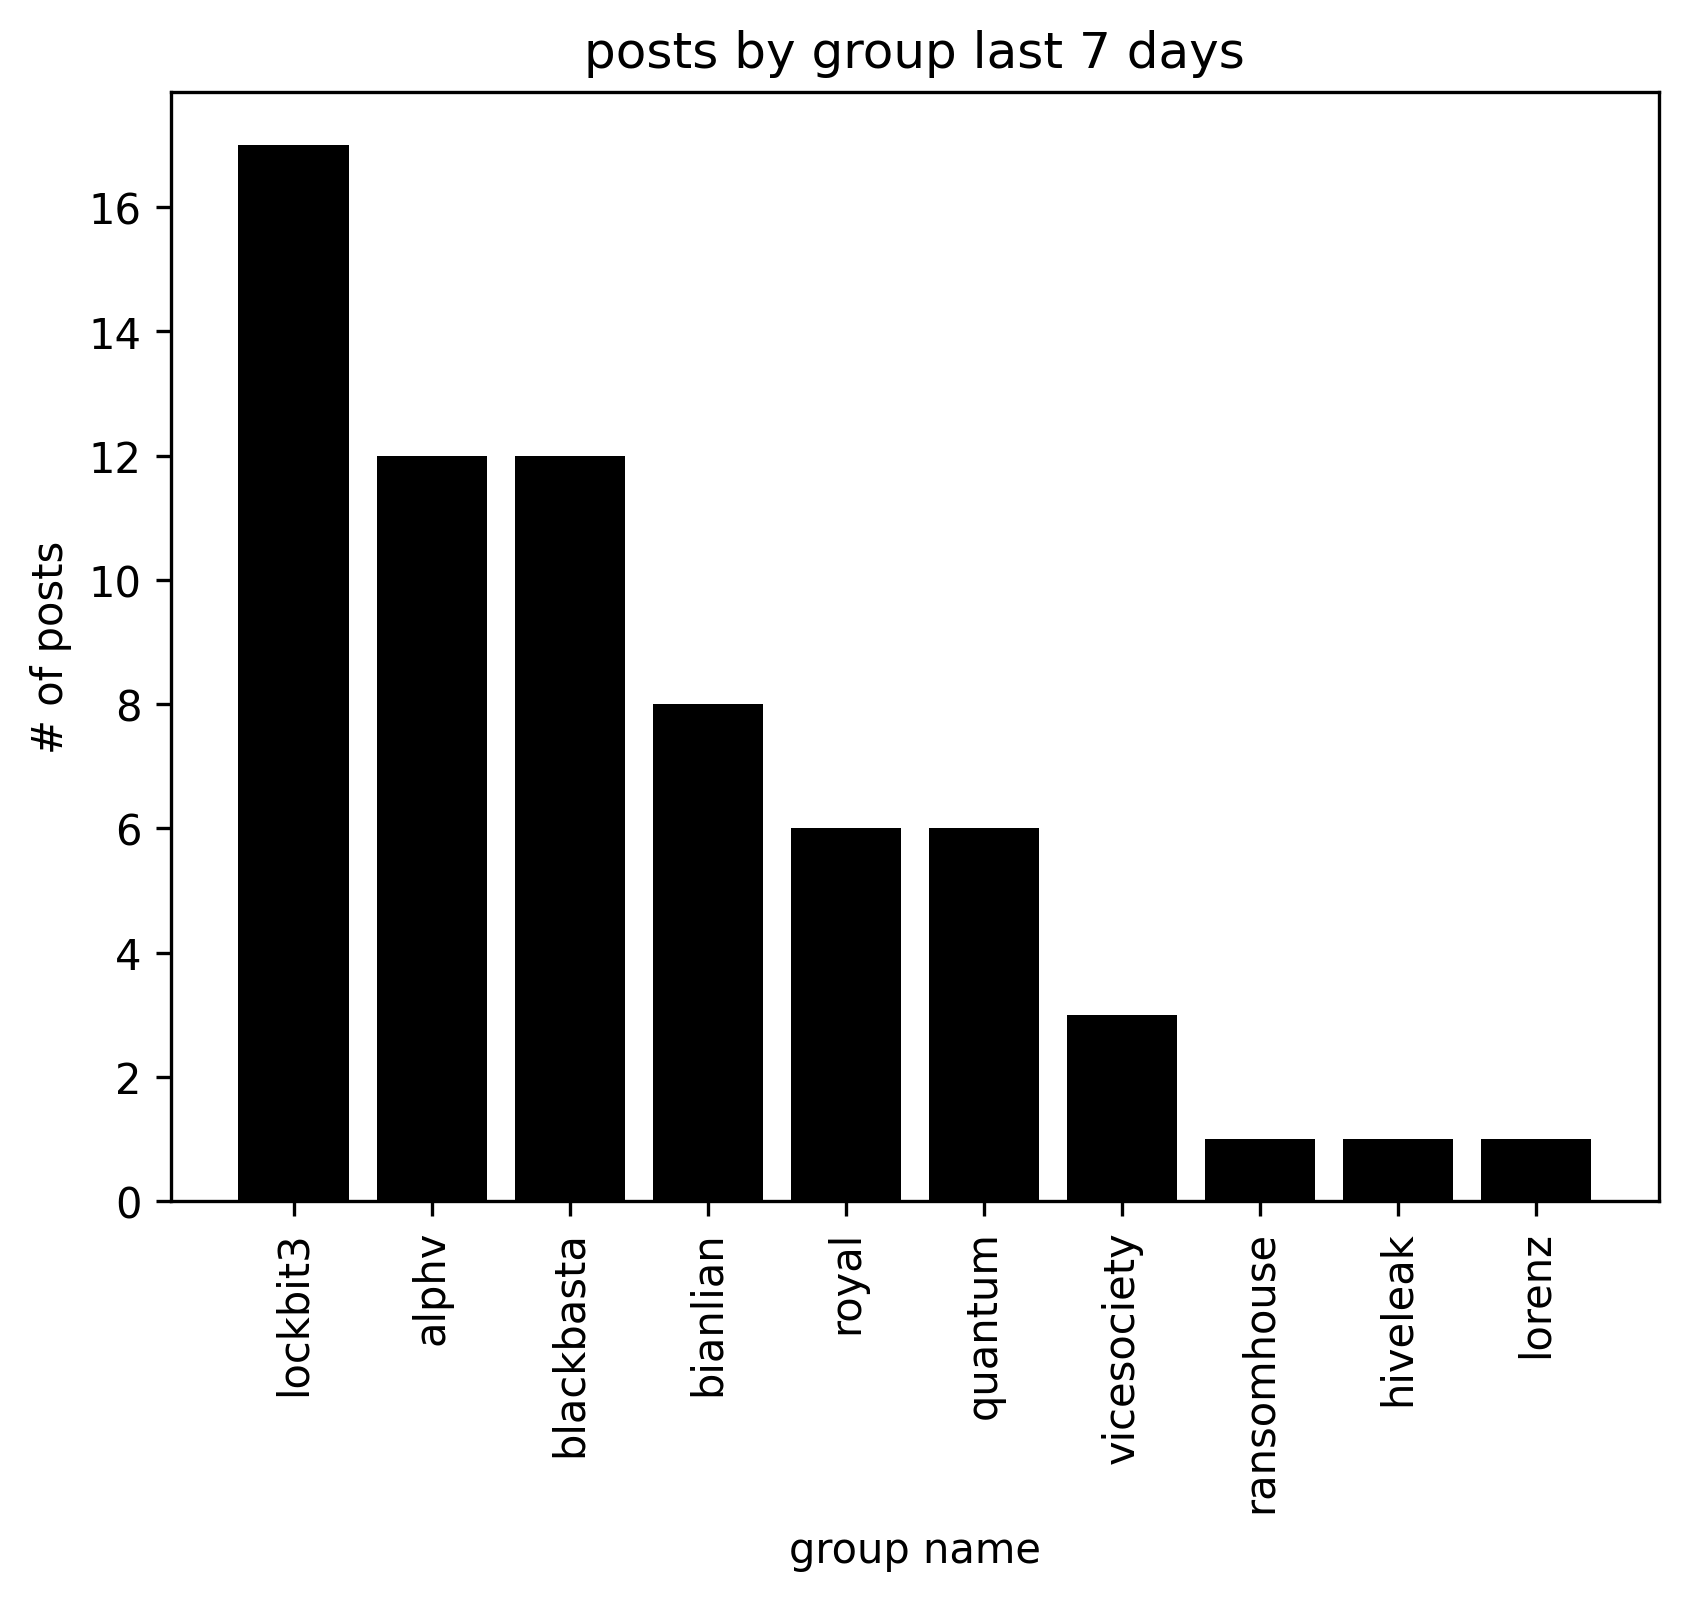 posts by group last 7 days
# of posts
16
14
12
10
8
6
4
2
0
lockbit3
alphv
blackbasta
bianlian
royal
quantum
vicesociety
ransomhouse
hiveleak
lorenz
group name